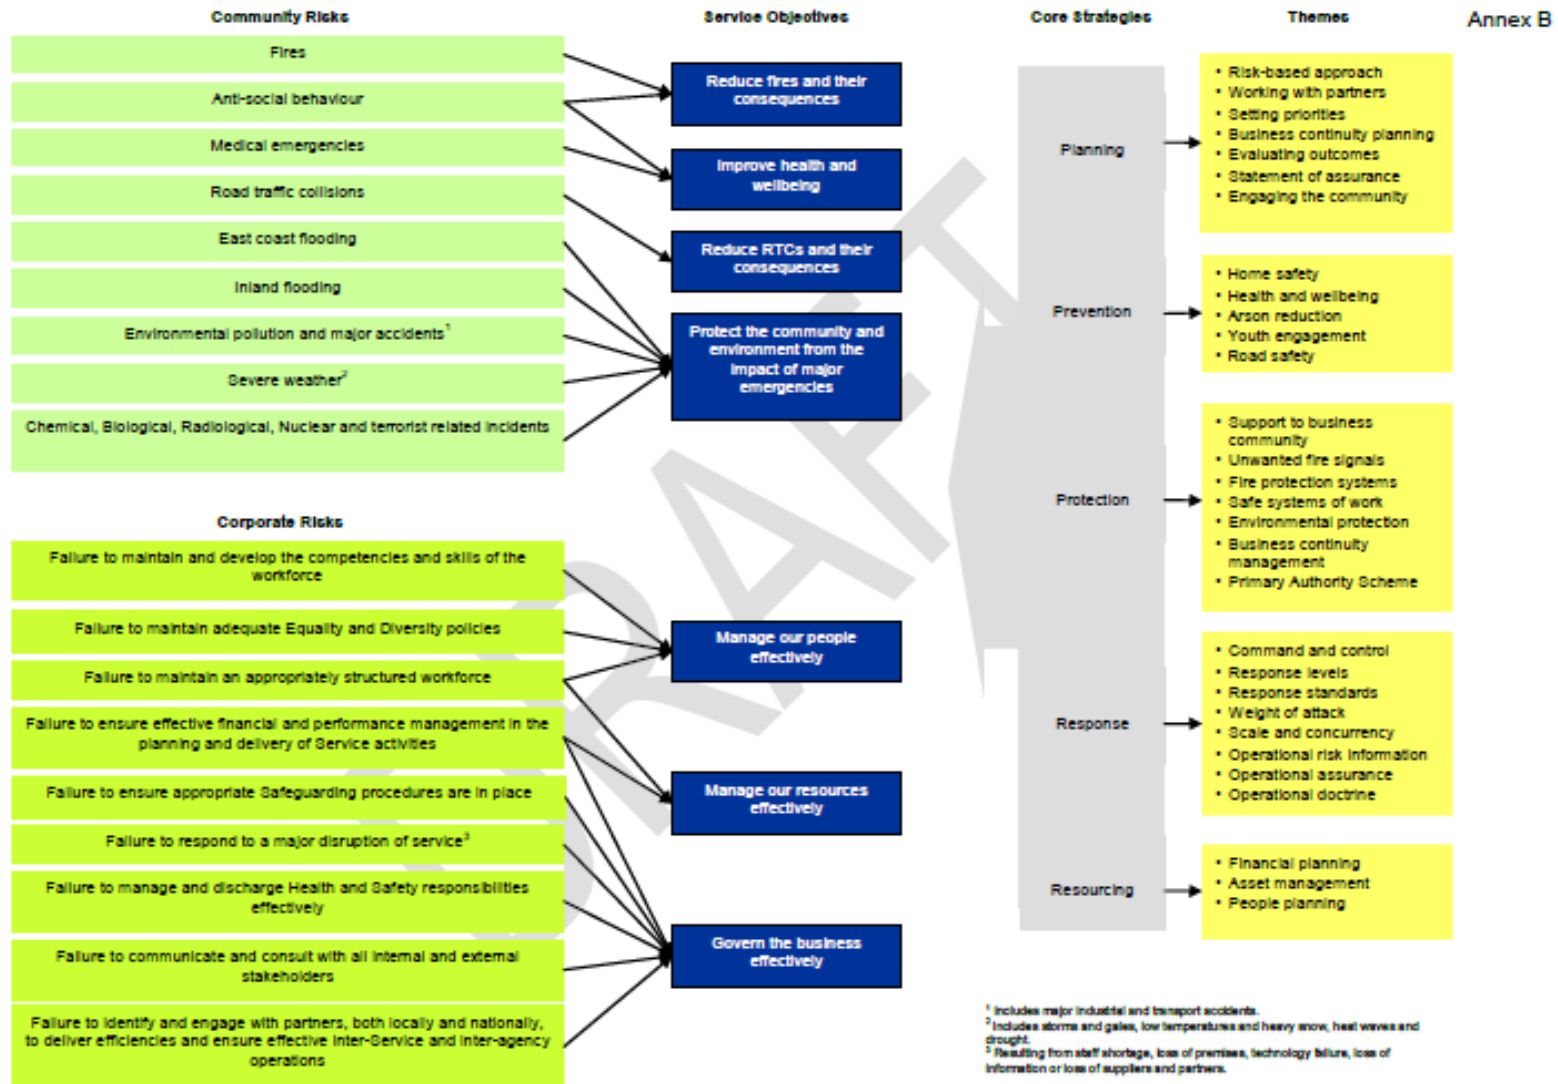 Community Risks
Fires
Anti-social behaviour
Medical emergencies
Road traffic collisions
East coast flooding
Inland flooding
Environmental pollution and major accidents¹
Severe weather²
Chemical, Biological, Radiological, Nuclear and terrorist related incidents
Corporate Risks
Failure to maintain and develop the competencies and skills of the
workforce
Failure to maintain adequate Equality and Diversity policies
Failure to maintain an appropriately structured workforce
Failure to ensure effective financial and performance management in the
planning and delivery of Service activities
Failure to ensure appropriate Safeguarding procedures are in place
Failure to respond to a major disruption of service³
Failure to manage and discharge Health and Safety responsibilities
effectively
Failure to communicate and consult with all internal and external
stakeholders
Failure to identify and engage with partners, both locally and nationally,
to deliver efficiencies and ensure effective inter-Service and inter-agency
operations
Service Objectives
Reduce fires and their
consequences
Improve health and
wellbeing
Reduce RTCs and their
consequences
Protect the community and
environment from the
impact of major
emergencies
Manage our people
effectively
Manage our resources
effectively
Govern the business
effectively
Core Strategies
Planning
Prevention
Protection
Response
Resourcing
Themes
• Risk-based approach
• Working with partners
• Setting priorities
• Business continuity planning
• Evaluating outcomes
• Statement of assurance
• Engaging the community
• Home safety
• Health and wellbeing
• Arson reduction
• Youth engagement
• Road safety
• Support to business
community
• Unwanted fire signals
• Fire protection systems
• Safe systems of work
• Environmental protection
• Business continuity
management
• Primary Authority Scheme
• Command and control
• Response levels
• Response standards
• Weight of attack
• Scale and concurrency
• Operational risk information
• Operational assurance
• Operational doctrine
• Financial planning
• Asset management
• People planning
Annex B
¹ Includes major industrial and transport accidents.
² Includes storms and gales, low temperatures and heavy snow, heat waves and
drought.
³ Resulting from staff shortage, loss of premises, technology failure, loss of
information or loss of suppliers and partners.
DRAFT